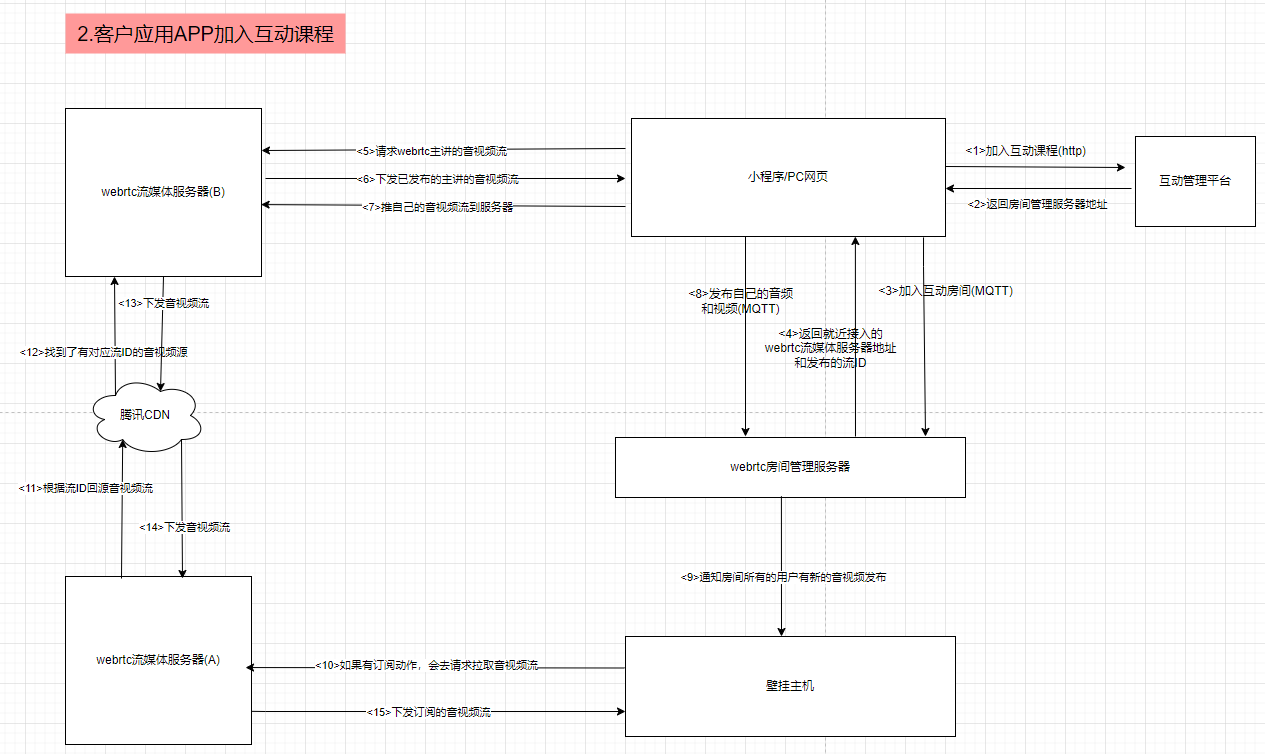 2.客户应用APP加入互动课程
<1>加入互动课程(http)
<5>请求webrtc主讲的音视频流
小程序/PC网页
互动管理平台
<6>下发已发布的主讲的音视频流
webrtc流媒体服务器(B)
<2>返回房间管理服务器地址
<7>推自己的音视频流到服务器
<3>加入互动房间(MQTT)
<8>发布自己的音频
和视频(MQTT)
<13>下发音视频流
<4>返回就近接入的
webrtc流媒体服务器地址
和发布的流ID
<12>找到了有对应流ID的音视频源
腾讯CDN
webrtc房间管理服务器
<11>根据流ID回源音视频流
<14>下发音视频流
<9>通知房间所有的用户有新的音视频发布
webrtc流媒体服务器(A)
<10>如果有订阅动作，会去请求拉取音视频流
壁挂主机
<15>下发订阅的音视频流